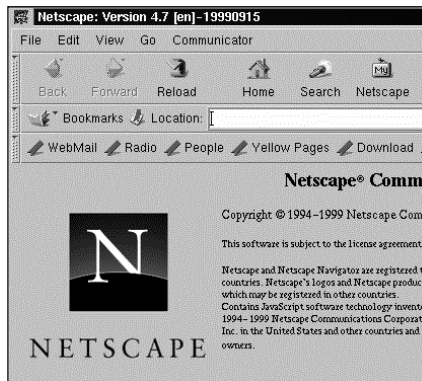 Netscape: Version 4.7 [en]-19990915
File Edit View Go Communicator
Back Forward Reload Home Search Netscape
My
Bookmarks Location:
WebMail Radio People Yellow Pages Download
Netscape® Comm
Copyright © 1994-1999 Netscape Com
This software is subject to the license agreement
N
Netscape and Netscape Navigator are registered t
countries. Netscape's logos and Netscape produc
which may be registered in other countries.
Contains JavaScript software technology invent
1994-1999 Netscape Communications Corporat
Inc. in the United States and other countries and
owners.
NETSCAPE